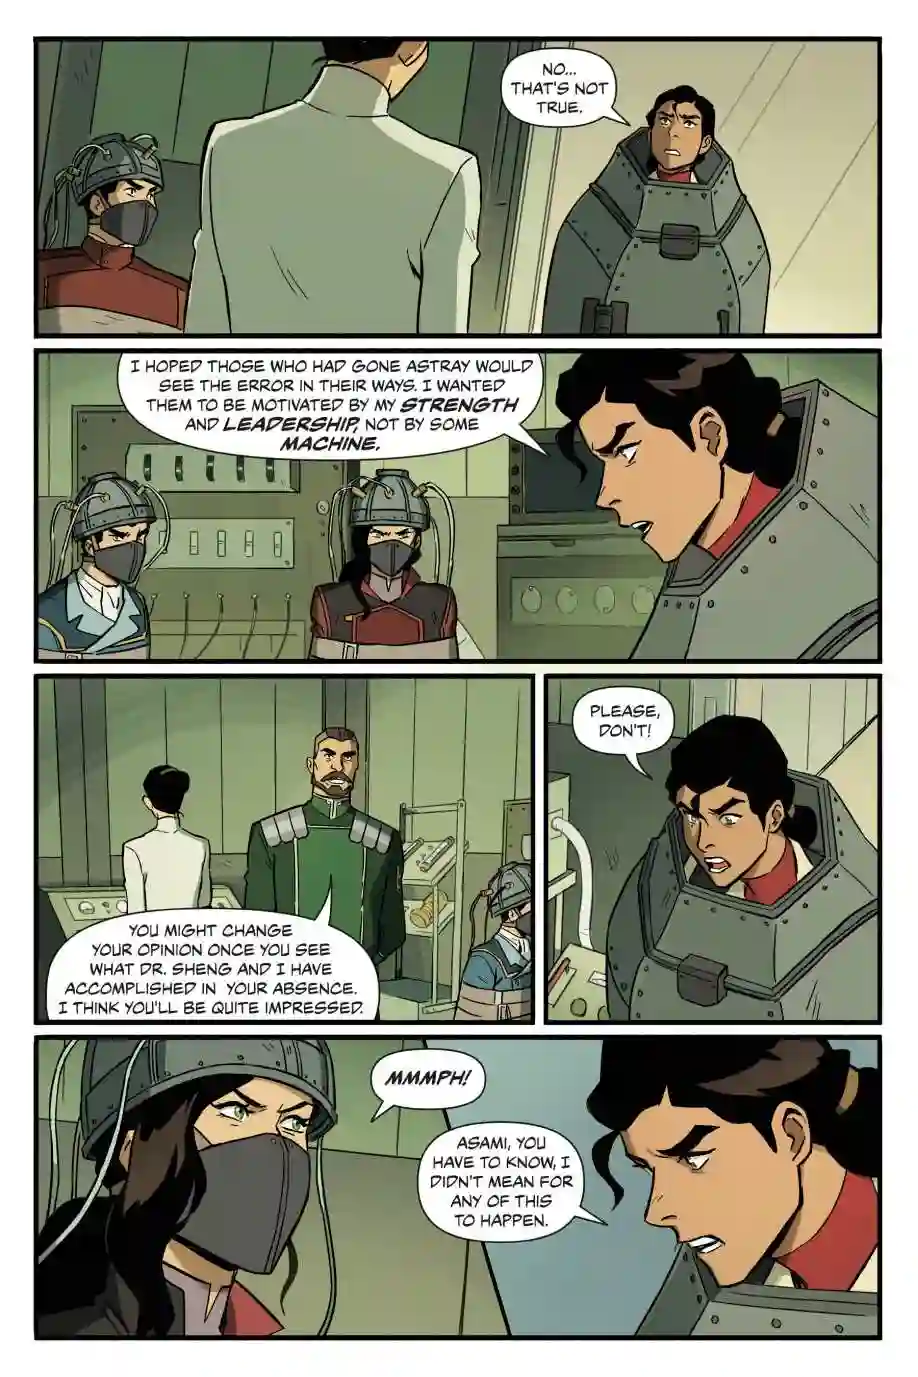 NO...
THAT'S NOT
TRUE.
I HOPED THOSE WHO HAD GONE ASTRAY WOULD
SEE THE ERROR IN THEIR WAYS. I WANTED
THEM TO BE MOTIVATED BY MY STRENGTH
AND LEADERSHIP, NOT BY SOME
MACHINE.
YOU MIGHT CHANGE
YOUR OPINION ONCE YOU SEE
WHAT DR. SHENG AND I HAVE
ACCOMPLISHED IN YOUR ABSENCE.
I THINK YOU'LL BE QUITE IMPRESSED.
PLEASE,
DON'T!
MMMPH!
ASAMI, YOU
HAVE TO KNOW, I
DIDN'T MEAN FOR
ANY OF THIS
TO HAPPEN.